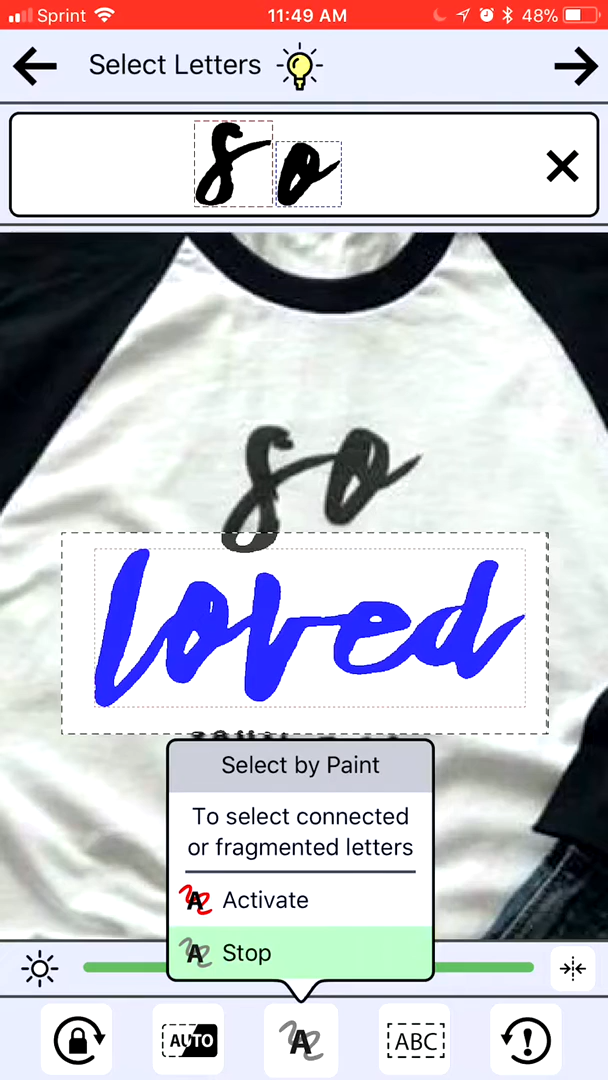 Sprint 11:49 AM 48%
Select Letters
so
so
loved
Select by Paint
To select connected
or fragmented letters
A Activate
A Stop
AUTO A ABC